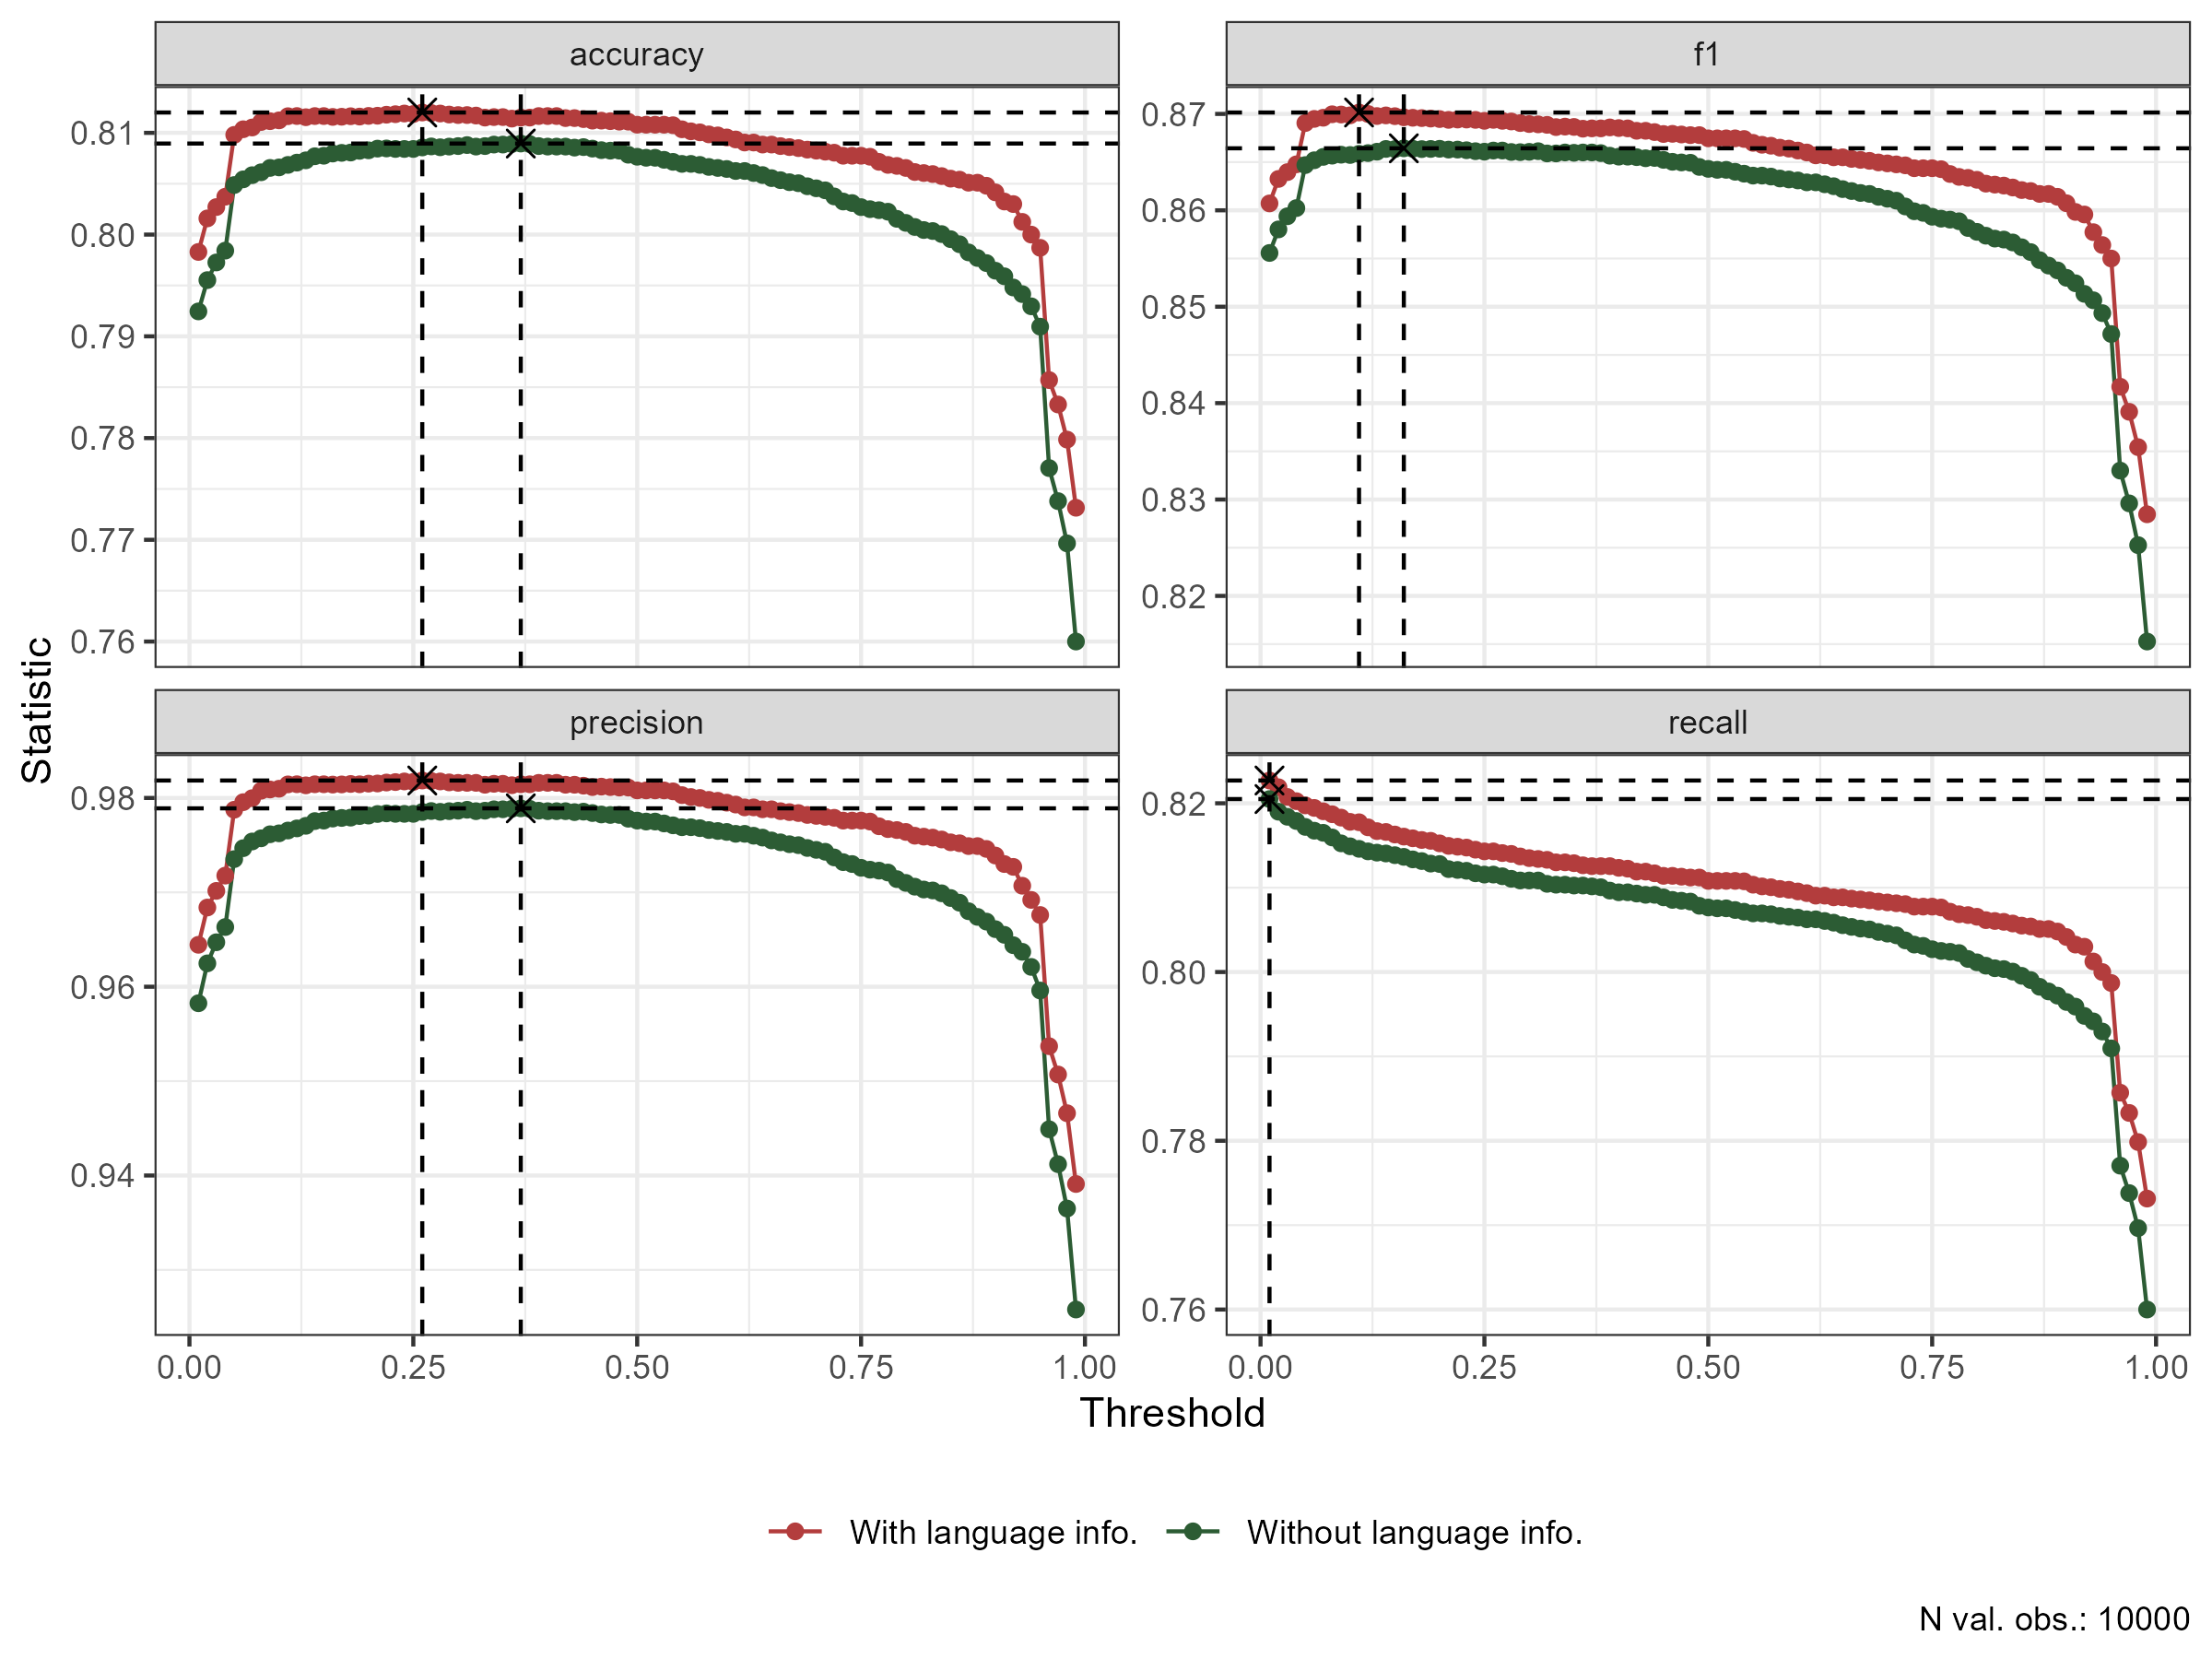 accuracy
f1
0.81
0.80
0.79
0.78
0.77
0.76
0.87
0.86
0.85
0.84
0.83
0.82
Statistic
precision
recall
0.98
0.96
0.94
0.82
0.80
0.78
0.76
0.00 0.25 0.50 0.75 1.00
0.00 0.25 0.50 0.75 1.00
Threshold
With language info. Without language info.
N val. obs.: 10000